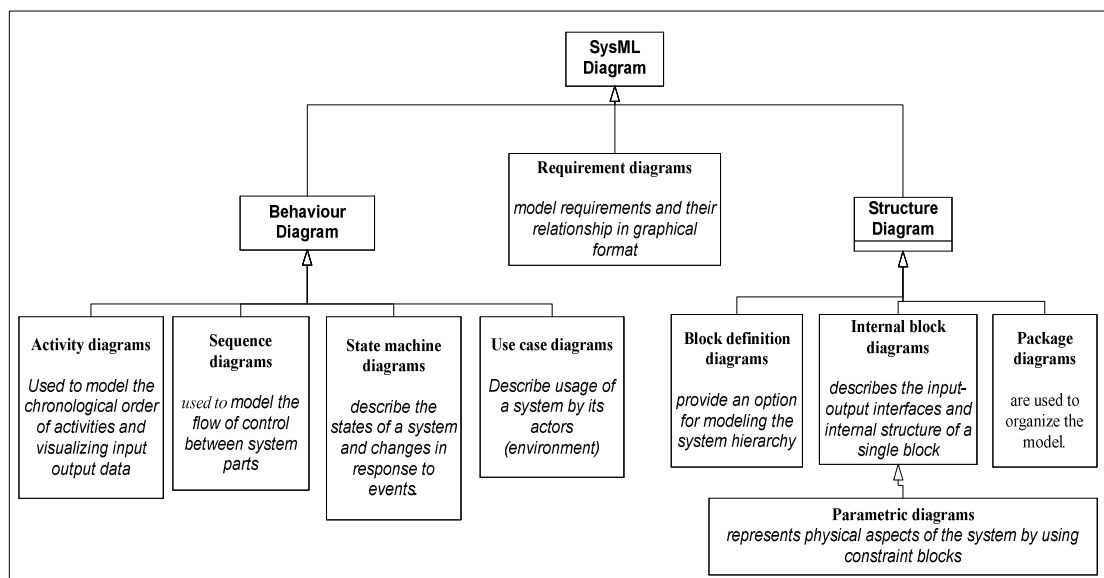 SysML
Diagram
Requirement diagrams
model requirements and their
relationship in graphical
format
Behaviour
Diagram
Structure
Diagram
Activity diagrams
Used to model the
chronological order
of activities and
visualizing input
output data
Sequence
diagrams
used to model the
flow of control
between system
parts
State machine
diagrams
describe the
states of a system
and changes in
response to
events.
Use case diagrams
Describe usage of
a system by its
actors
(environment)
Block definition
diagrams
provide an option
for modeling the
system hierarchy
Internal block
diagrams
describes the input-
output interfaces and
internal structure of a
single block
Package
diagrams
are used to
organize the
model.
Parametric diagrams
represents physical aspects of the system by using
constraint blocks